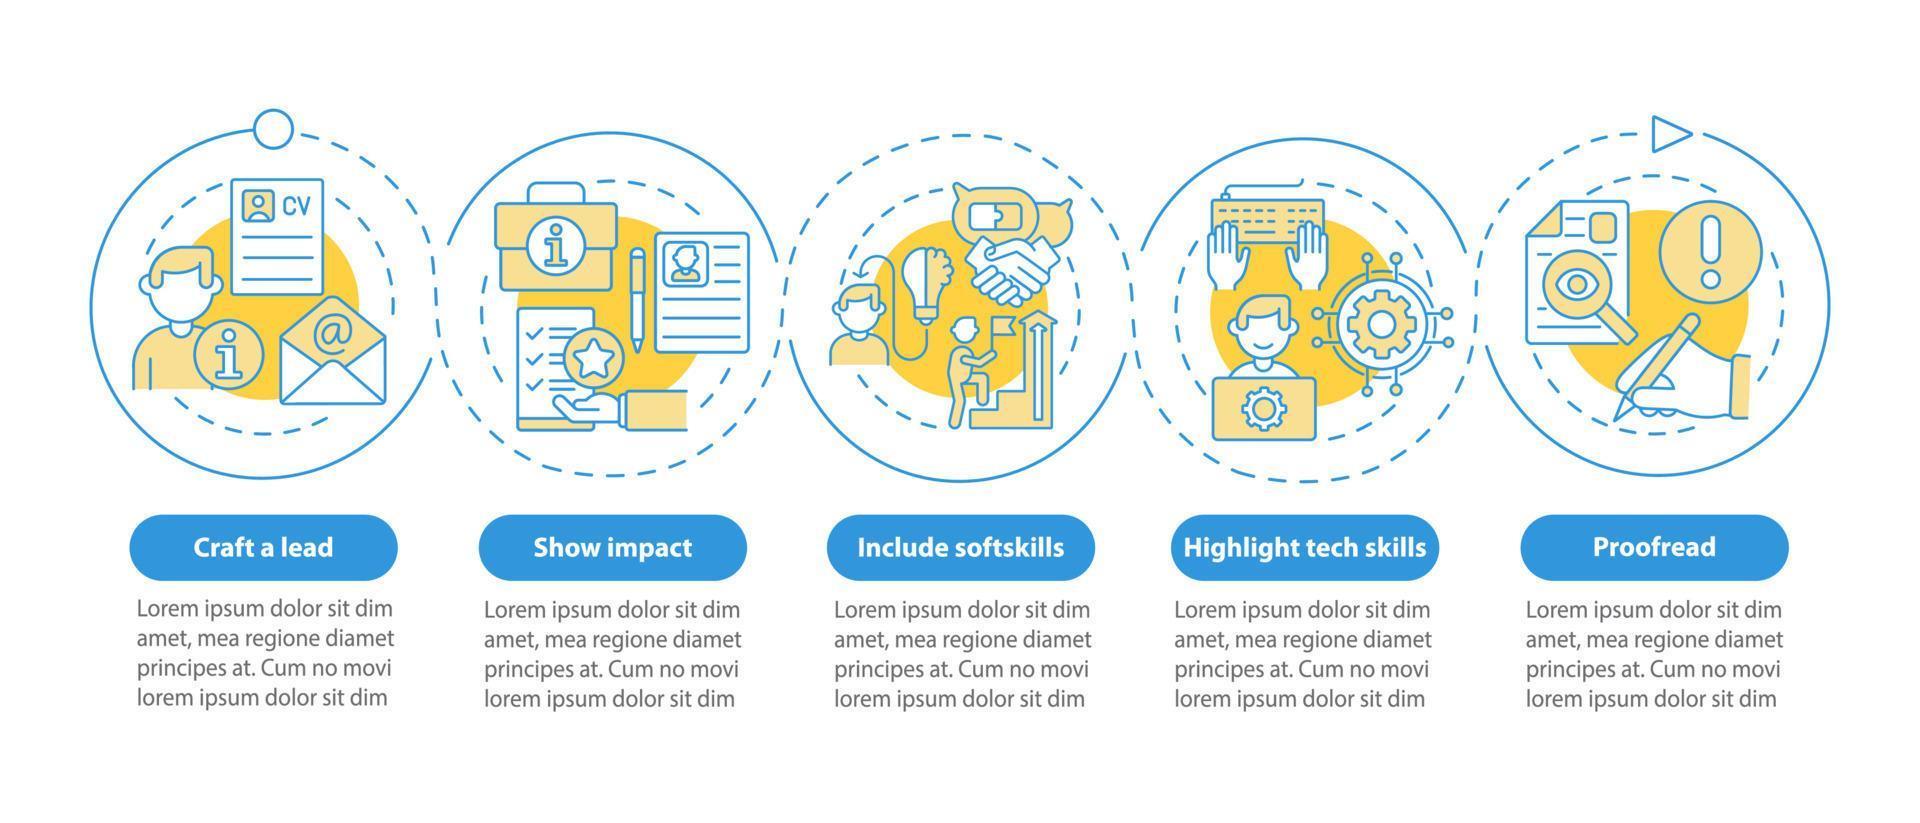 CV
i
@
i
Craft a lead
Lorem ipsum dolor sit dim
amet, mea regione diamet
principes at. Cum no movi
lorem ipsum dolor sit dim
Show impact
Lorem ipsum dolor sit dim
amet, mea regione diamet
principes at. Cum no movi
lorem ipsum dolor sit dim
Include softskills
Lorem ipsum dolor sit dim
amet, mea regione diamet
principes at. Cum no movi
lorem ipsum dolor sit dim
Highlight tech skills
Lorem ipsum dolor sit dim
amet, mea regione diamet
principes at. Cum no movi
lorem ipsum dolor sit dim
Proofread
Lorem ipsum dolor sit dim
amet, mea regione diamet
principes at. Cum no movi
lorem ipsum dolor sit dim